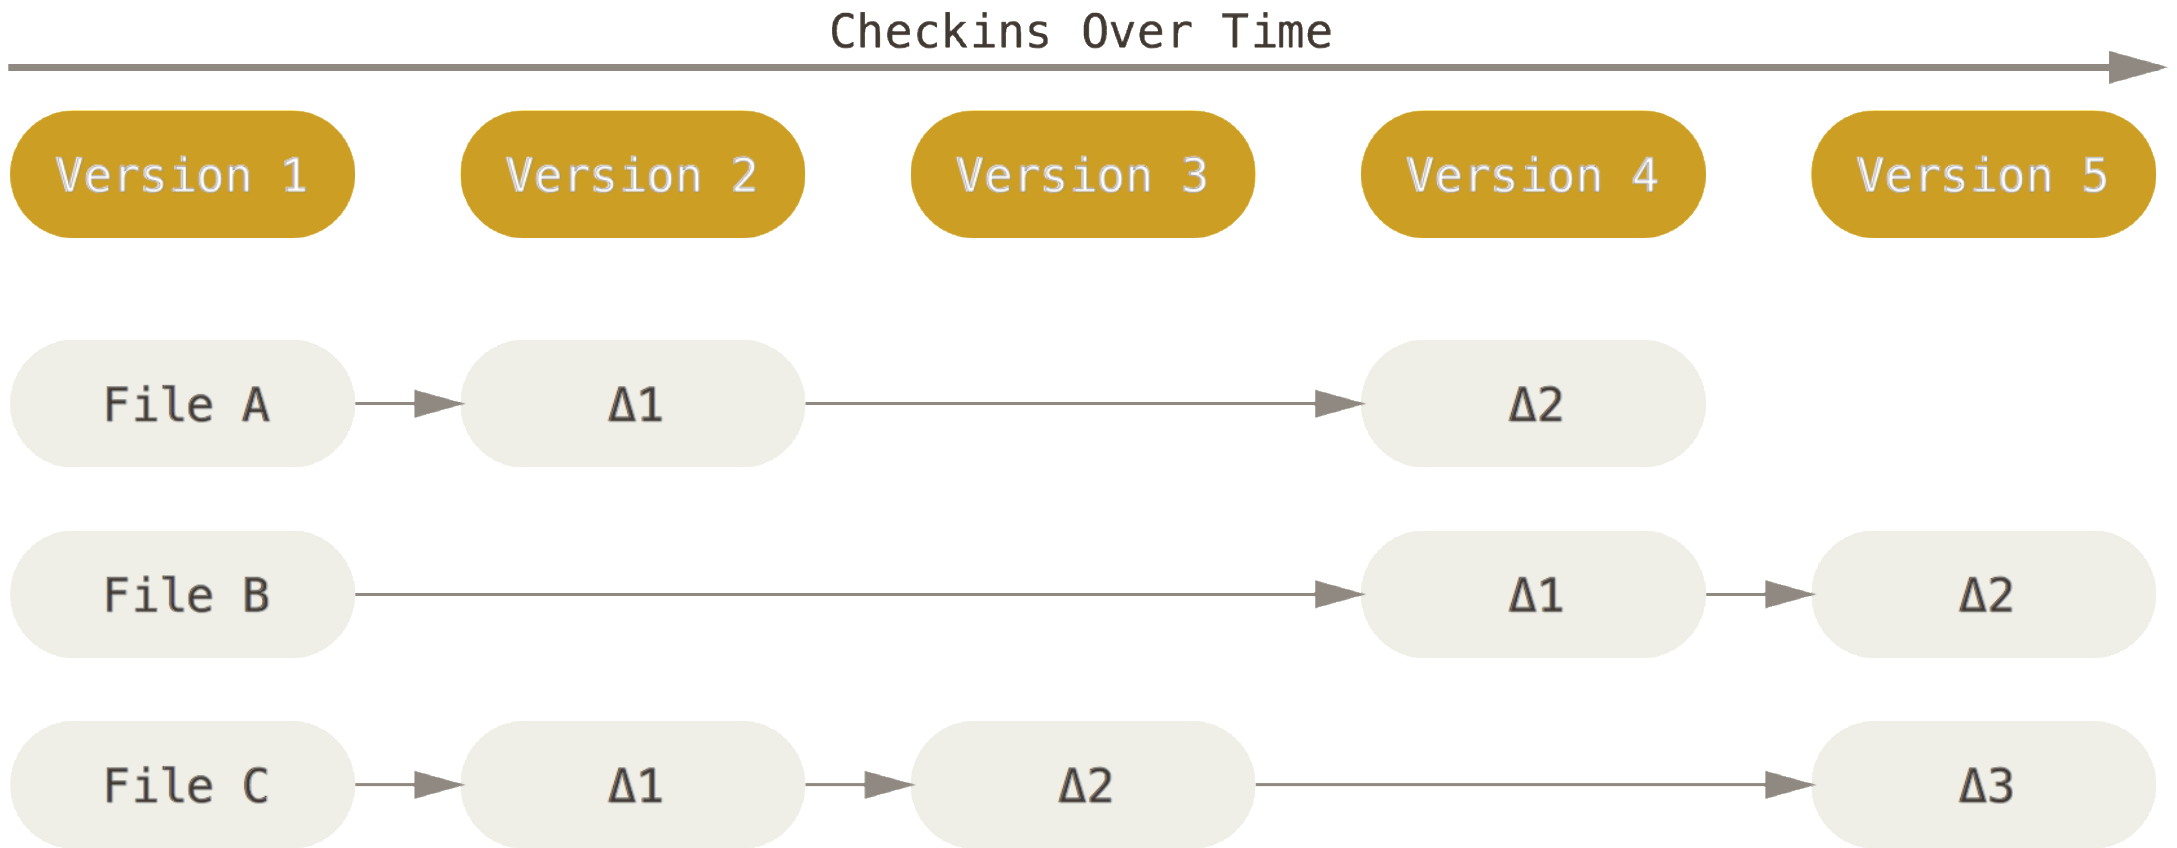 Checkins Over Time
Version 1 Version 2 Version 3 Version 4 Version 5
File A Δ1 Δ2
File B Δ1 Δ2
File C Δ1 Δ2 Δ3